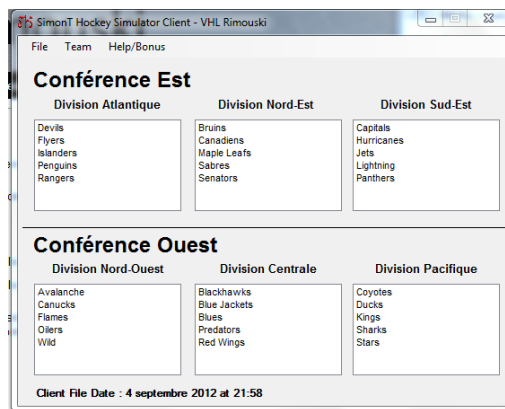 SimonT Hockey Simulator Client - VHL Rimouski
File Team Help/Bonus
Conférence Est
Division Atlantique Division Nord-Est Division Sud-Est
Devils Bruins Capitals
Flyers Canadiens Hurricanes
Islanders Maple Leafs Jets
Penguins Sabres Lightning
Rangers Senators Panthers
Conférence Ouest
Division Nord-Ouest Division Centrale Division Pacifique
Avalanche Blackhawks Coyotes
Canucks Blue Jackets Ducks
Flames Blues Kings
Oilers Predators Sharks
Wild Red Wings Stars
Client File Date : 4 septembre 2012 at 21:58